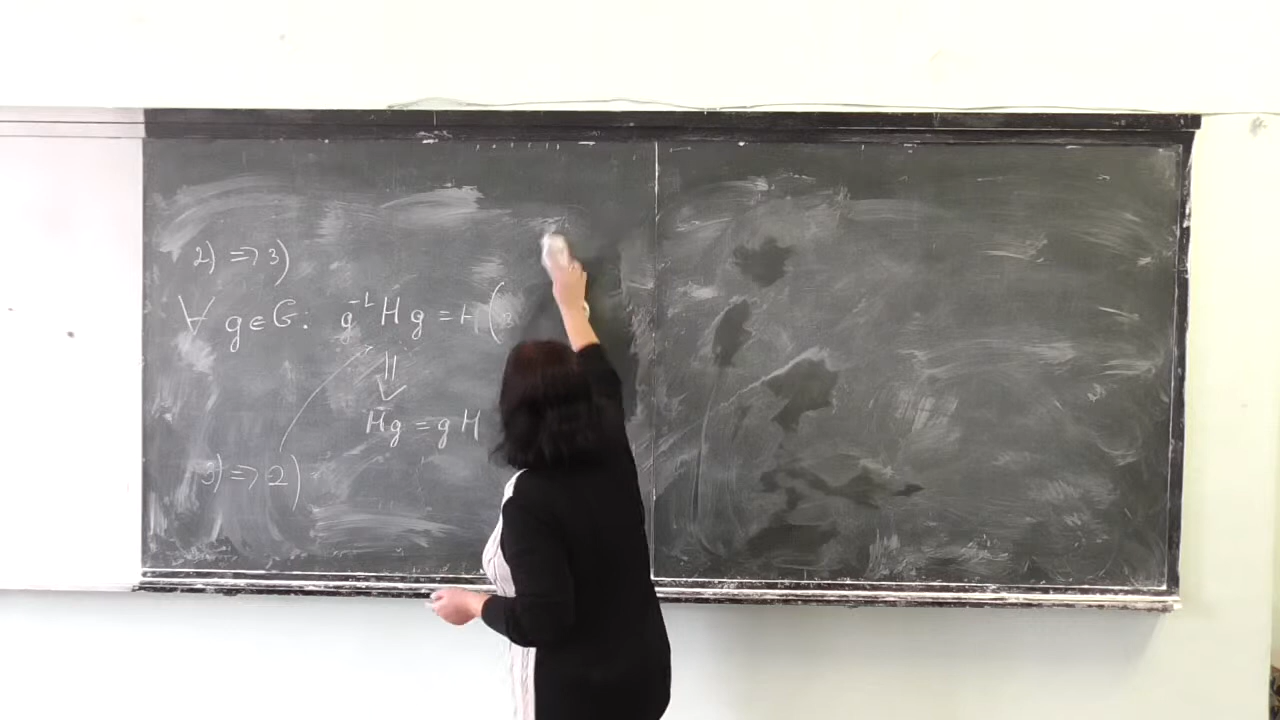 2) => 3)
∀ g∈G: g⁻¹Hg = H (
⇓
Hg = gH
3) => 2)